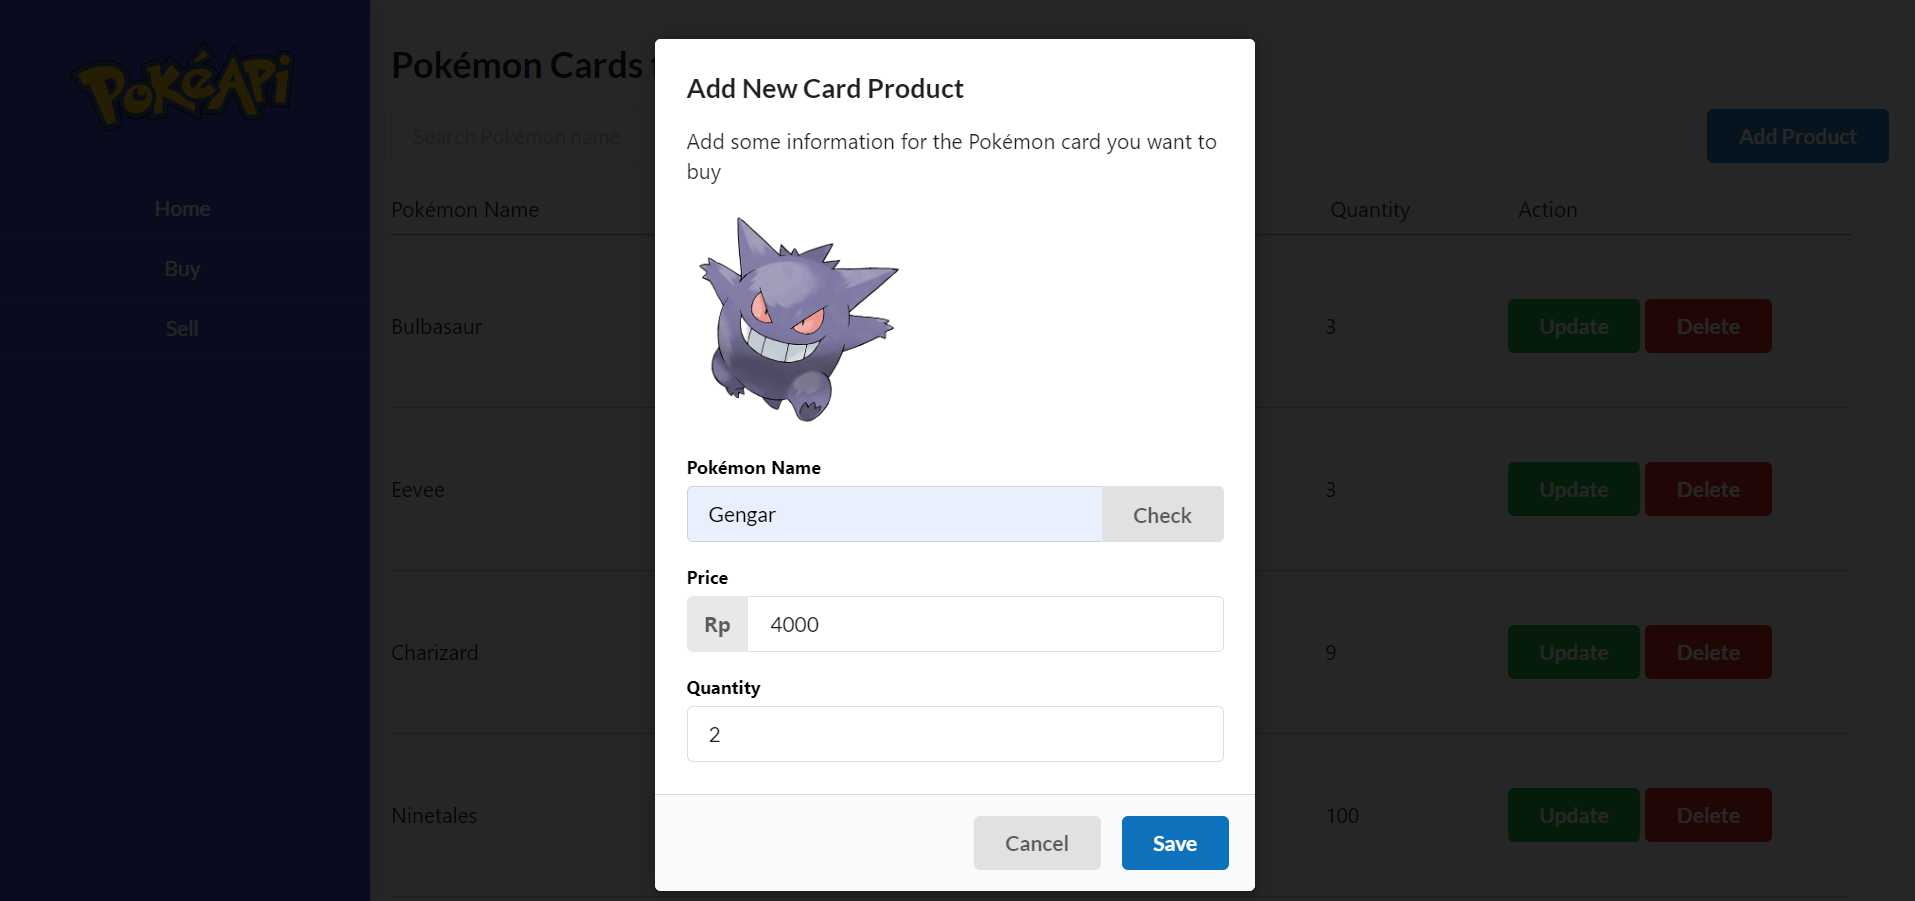 PokéAPi
Home
Buy
Sell
Pokémon Cards
Search Pokémon name
Add Product
Pokémon Name
Quantity
Action
Bulbasaur
3
Update
Delete
Eevee
3
Update
Delete
Charizard
9
Update
Delete
Ninetales
100
Update
Delete
Add New Card Product
Add some information for the Pokémon card you want to
buy
Pokémon Name
Gengar
Check
Price
Rp
4000
Quantity
2
Cancel
Save